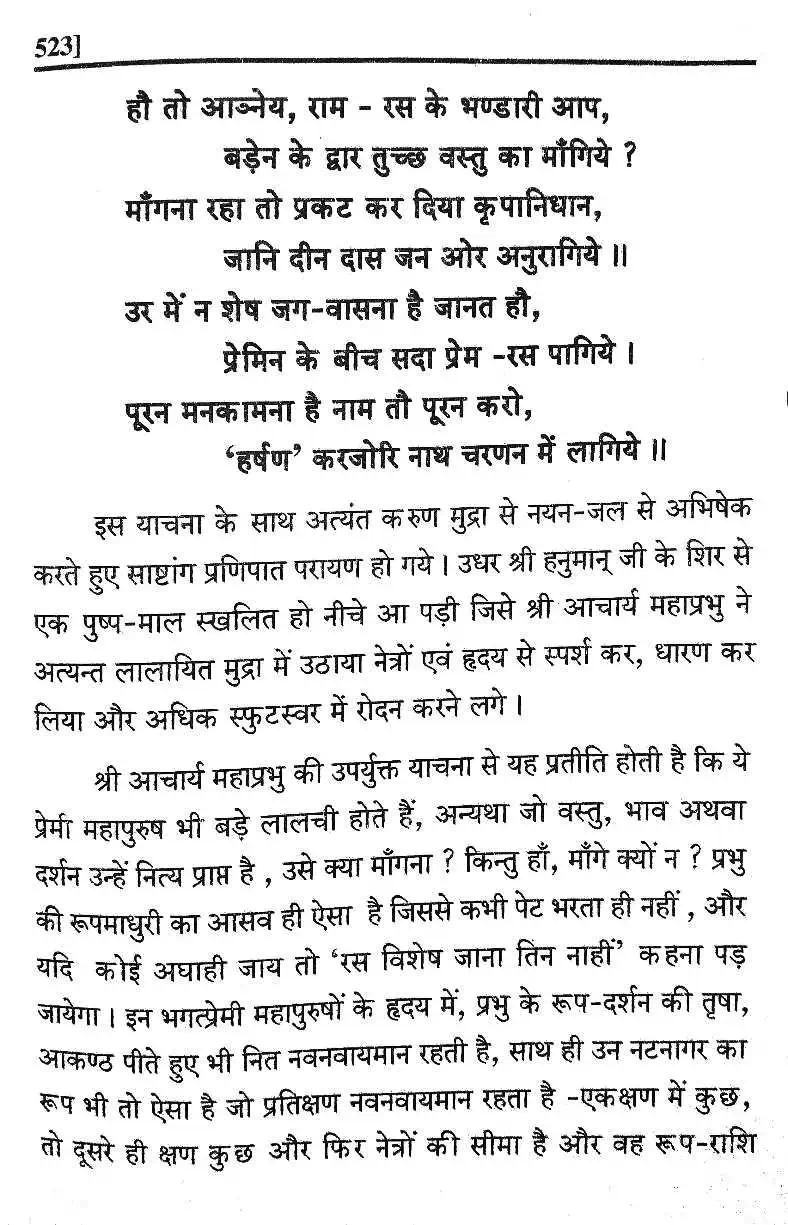 523]
हौ तो आञ्नेय, राम - रस के भण्डारी आप,
बड़ेन के द्वार तुच्छ वस्तु का माँगिये ?
माँगना रहा तो प्रकट कर दिया कृपानिधान,
जानि दीन दास जन ओर अनुरागिये ॥
उर में न शेष जग-वासना है जानत हौ,
प्रेमिन के बीच सदा प्रेम -रस पागिये ।
पूरन मनकामना है नाम तौ पूरन करो,
‘हर्षण’ करजोरि नाथ चरणन में लागिये ॥
इस याचना के साथ अत्यंत करुण मुद्रा से नयन-जल से अभिषेक
करते हुए साष्टांग प्रणिपात परायण हो गये । उधर श्री हनुमान् जी के शिर से
एक पुष्प-माल स्खलित हो नीचे आ पड़ी जिसे श्री आचार्य महाप्रभु ने
अत्यन्त लालायित मुद्रा में उठाया नेत्रों एवं हृदय से स्पर्श कर, धारण कर
लिया और अधिक स्फुटस्वर में रोदन करने लगे ।
श्री आचार्य महाप्रभु की उपर्युक्त याचना से यह प्रतीति होती है कि ये
प्रेमी महापुरुष भी बड़े लालची होते हैं, अन्यथा जो वस्तु, भाव अथवा
दर्शन उन्हें नित्य प्राप्त है , उसे क्या माँगना ? किन्तु हाँ, माँगे क्यों न ? प्रभु
की रूपमाधुरी का आसव ही ऐसा है जिससे कभी पेट भरता ही नहीं , और
यदि कोई अघाही जाय तो ‘रस विशेष जाना तिन नाहीं’ कहना पड़
जायेगा । इन भगत्प्रेमी महापुरुषों के हृदय में, प्रभु के रूप-दर्शन की तृषा,
आकण्ठ पीते हुए भी नित नवनवायमान रहती है, साथ ही उन नटनागर का
रूप भी तो ऐसा है जो प्रतिक्षण नवनवायमान रहता है -एकक्षण में कुछ,
तो दूसरे ही क्षण कुछ और फिर नेत्रों की सीमा है और वह रूप-राशि